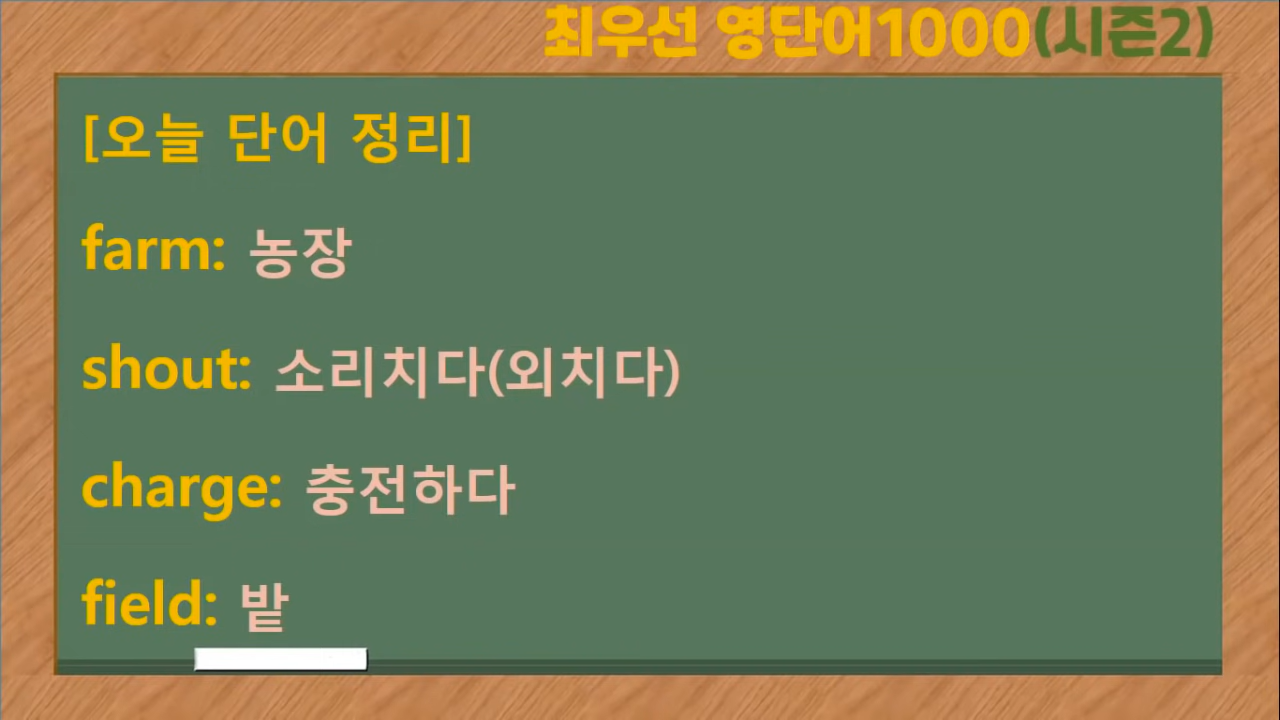 최우선 영단어1000(시즌2)
[오늘 단어 정리]
farm: 농장
shout: 소리치다(외치다)
charge: 충전하다
field: 밭